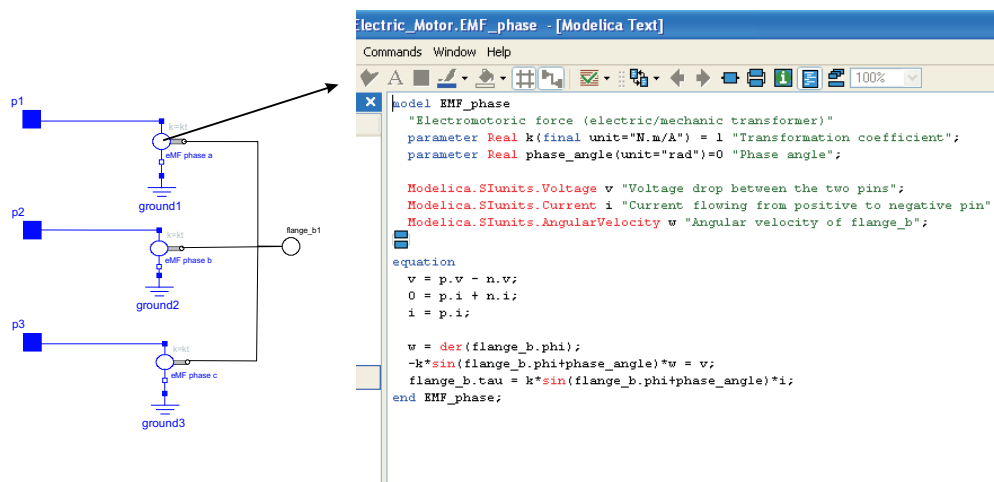 p1
k=kt
eMF phase a
ground1
p2
k=kt
eMF phase b
flange_b1
ground2
p3
k=kt
eMF phase c
ground3
Electric_Motor.EMF_phase - [Modelica Text]
Commands Window Help
A
100%
model EMF_phase
"Electromotoric force (electric/mechanic transformer)"
parameter Real k(final unit="N.m/A") = 1 "Transformation coefficient";
parameter Real phase_angle(unit="rad")=0 "Phase angle";
Modelica.SIunits.Voltage v "Voltage drop between the two pins";
Modelica.SIunits.Current i "Current flowing from positive to negative pin"
Modelica.SIunits.AngularVelocity w "Angular velocity of flange_b";
equation
v = p.v - n.v;
0 = p.i + n.i;
i = p.i;
w = der(flange_b.phi);
-k*sin(flange_b.phi+phase_angle)*w = v;
flange_b.tau = k*sin(flange_b.phi+phase_angle)*i;
end EMF_phase;